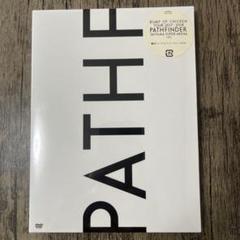 PATHF
BUMP OF CHICKEN
TOUR 2017-2018
PATHFINDER
SAITAMA SUPER ARENA
DVD